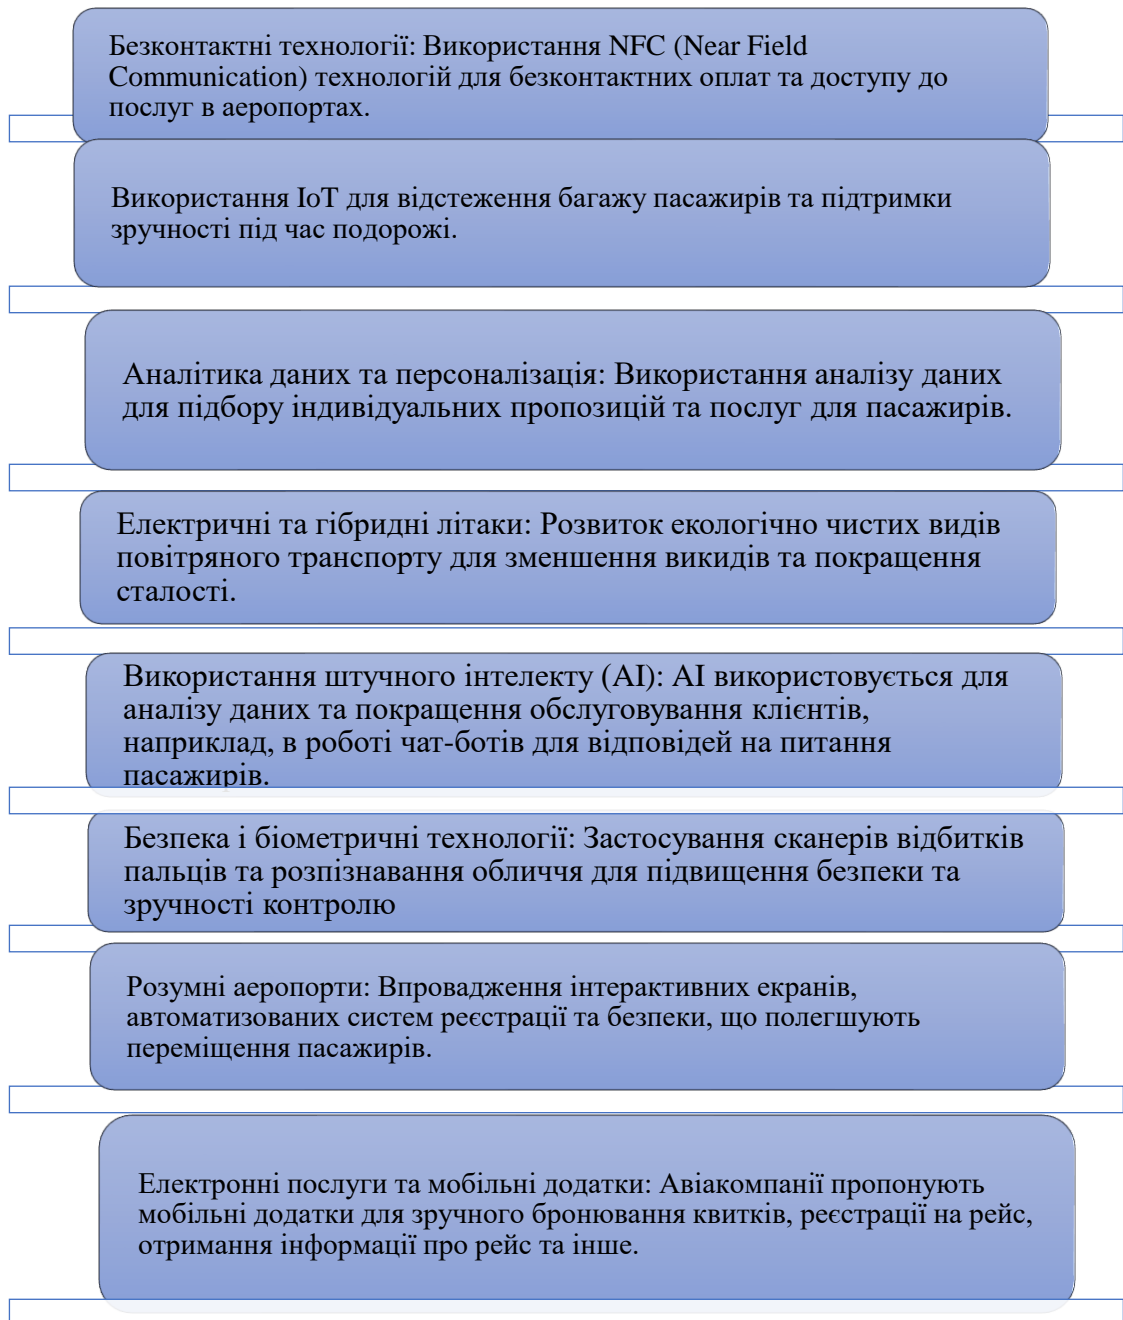 Безконтактні технології: Використання NFC (Near Field
Communication) технологій для безконтактних оплат та доступу до
послуг в аеропортах.
Використання IoT для відстеження багажу пасажирів та підтримки
зручності під час подорожі.
Аналітика даних та персоналізація: Використання аналізу даних
для підбору індивідуальних пропозицій та послуг для пасажирів.
Електричні та гібридні літаки: Розвиток екологічно чистих видів
повітряного транспорту для зменшення викидів та покращення
сталості.
Використання штучного інтелекту (AI): AI використовується для
аналізу даних та покращення обслуговування клієнтів,
наприклад, в роботі чат-ботів для відповідей на питання
пасажирів.
Безпека і біометричні технології: Застосування сканерів відбитків
пальців та розпізнавання обличчя для підвищення безпеки та
зручності контролю
Розумні аеропорти: Впровадження інтерактивних екранів,
автоматизованих систем реєстрації та безпеки, що полегшують
переміщення пасажирів.
Електронні послуги та мобільні додатки: Авіакомпанії пропонують
мобільні додатки для зручного бронювання квитків, реєстрації на рейс,
отримання інформації про рейс та інше.